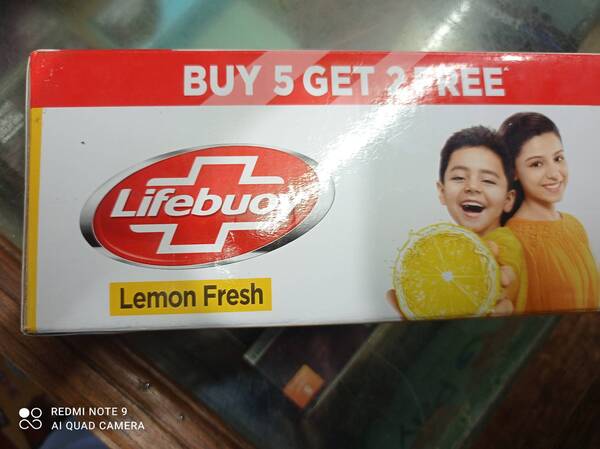 BUY 5 GET 2 FREE^
Lifebuoy
Lemon Fresh
REDMI NOTE 9
AI QUAD CAMERA